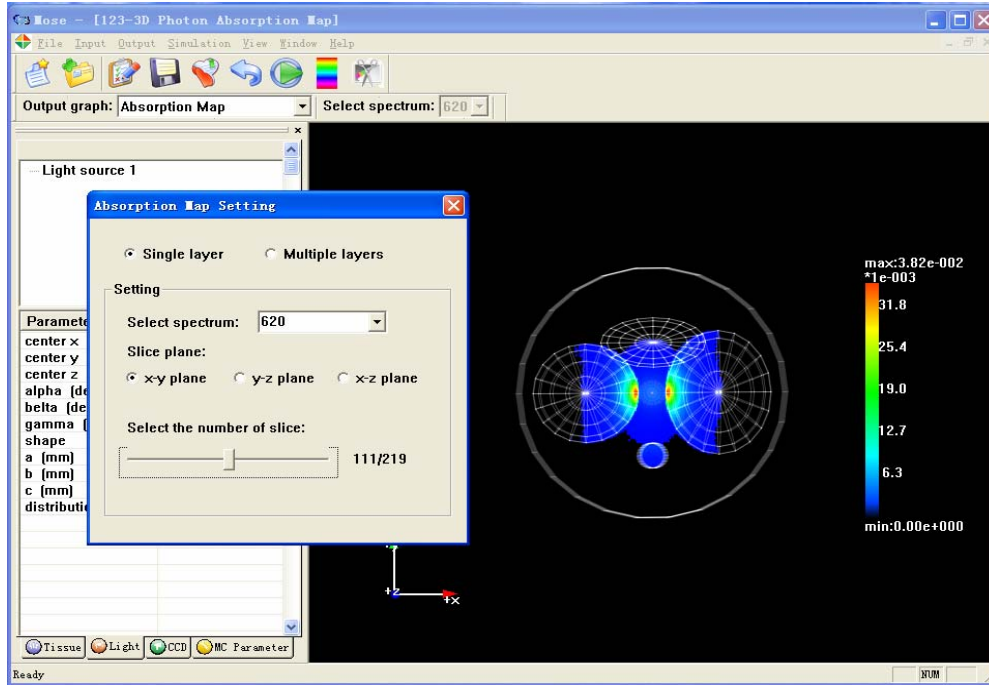 Mose - [123-3D Photon Absorption Map]
File Input Output Simulation View Window Help
Output graph: Absorption Map Select spectrum: 620
Light source 1
Absorption Map Setting
Single layer Multiple layers
Setting
Select spectrum: 620
Slice plane:
x-y plane y-z plane x-z plane
Select the number of slice:
111/219
Paramete
center x
center y
center z
alpha (de
belta (de
gamma (
shape
a (mm)
b (mm)
c (mm)
distributi
max:3.82e-002
*1e-003
31.8
25.4
19.0
12.7
6.3
min:0.00e+000
+z
+x
Tissue Light CCD MC Parameter
Ready NUM